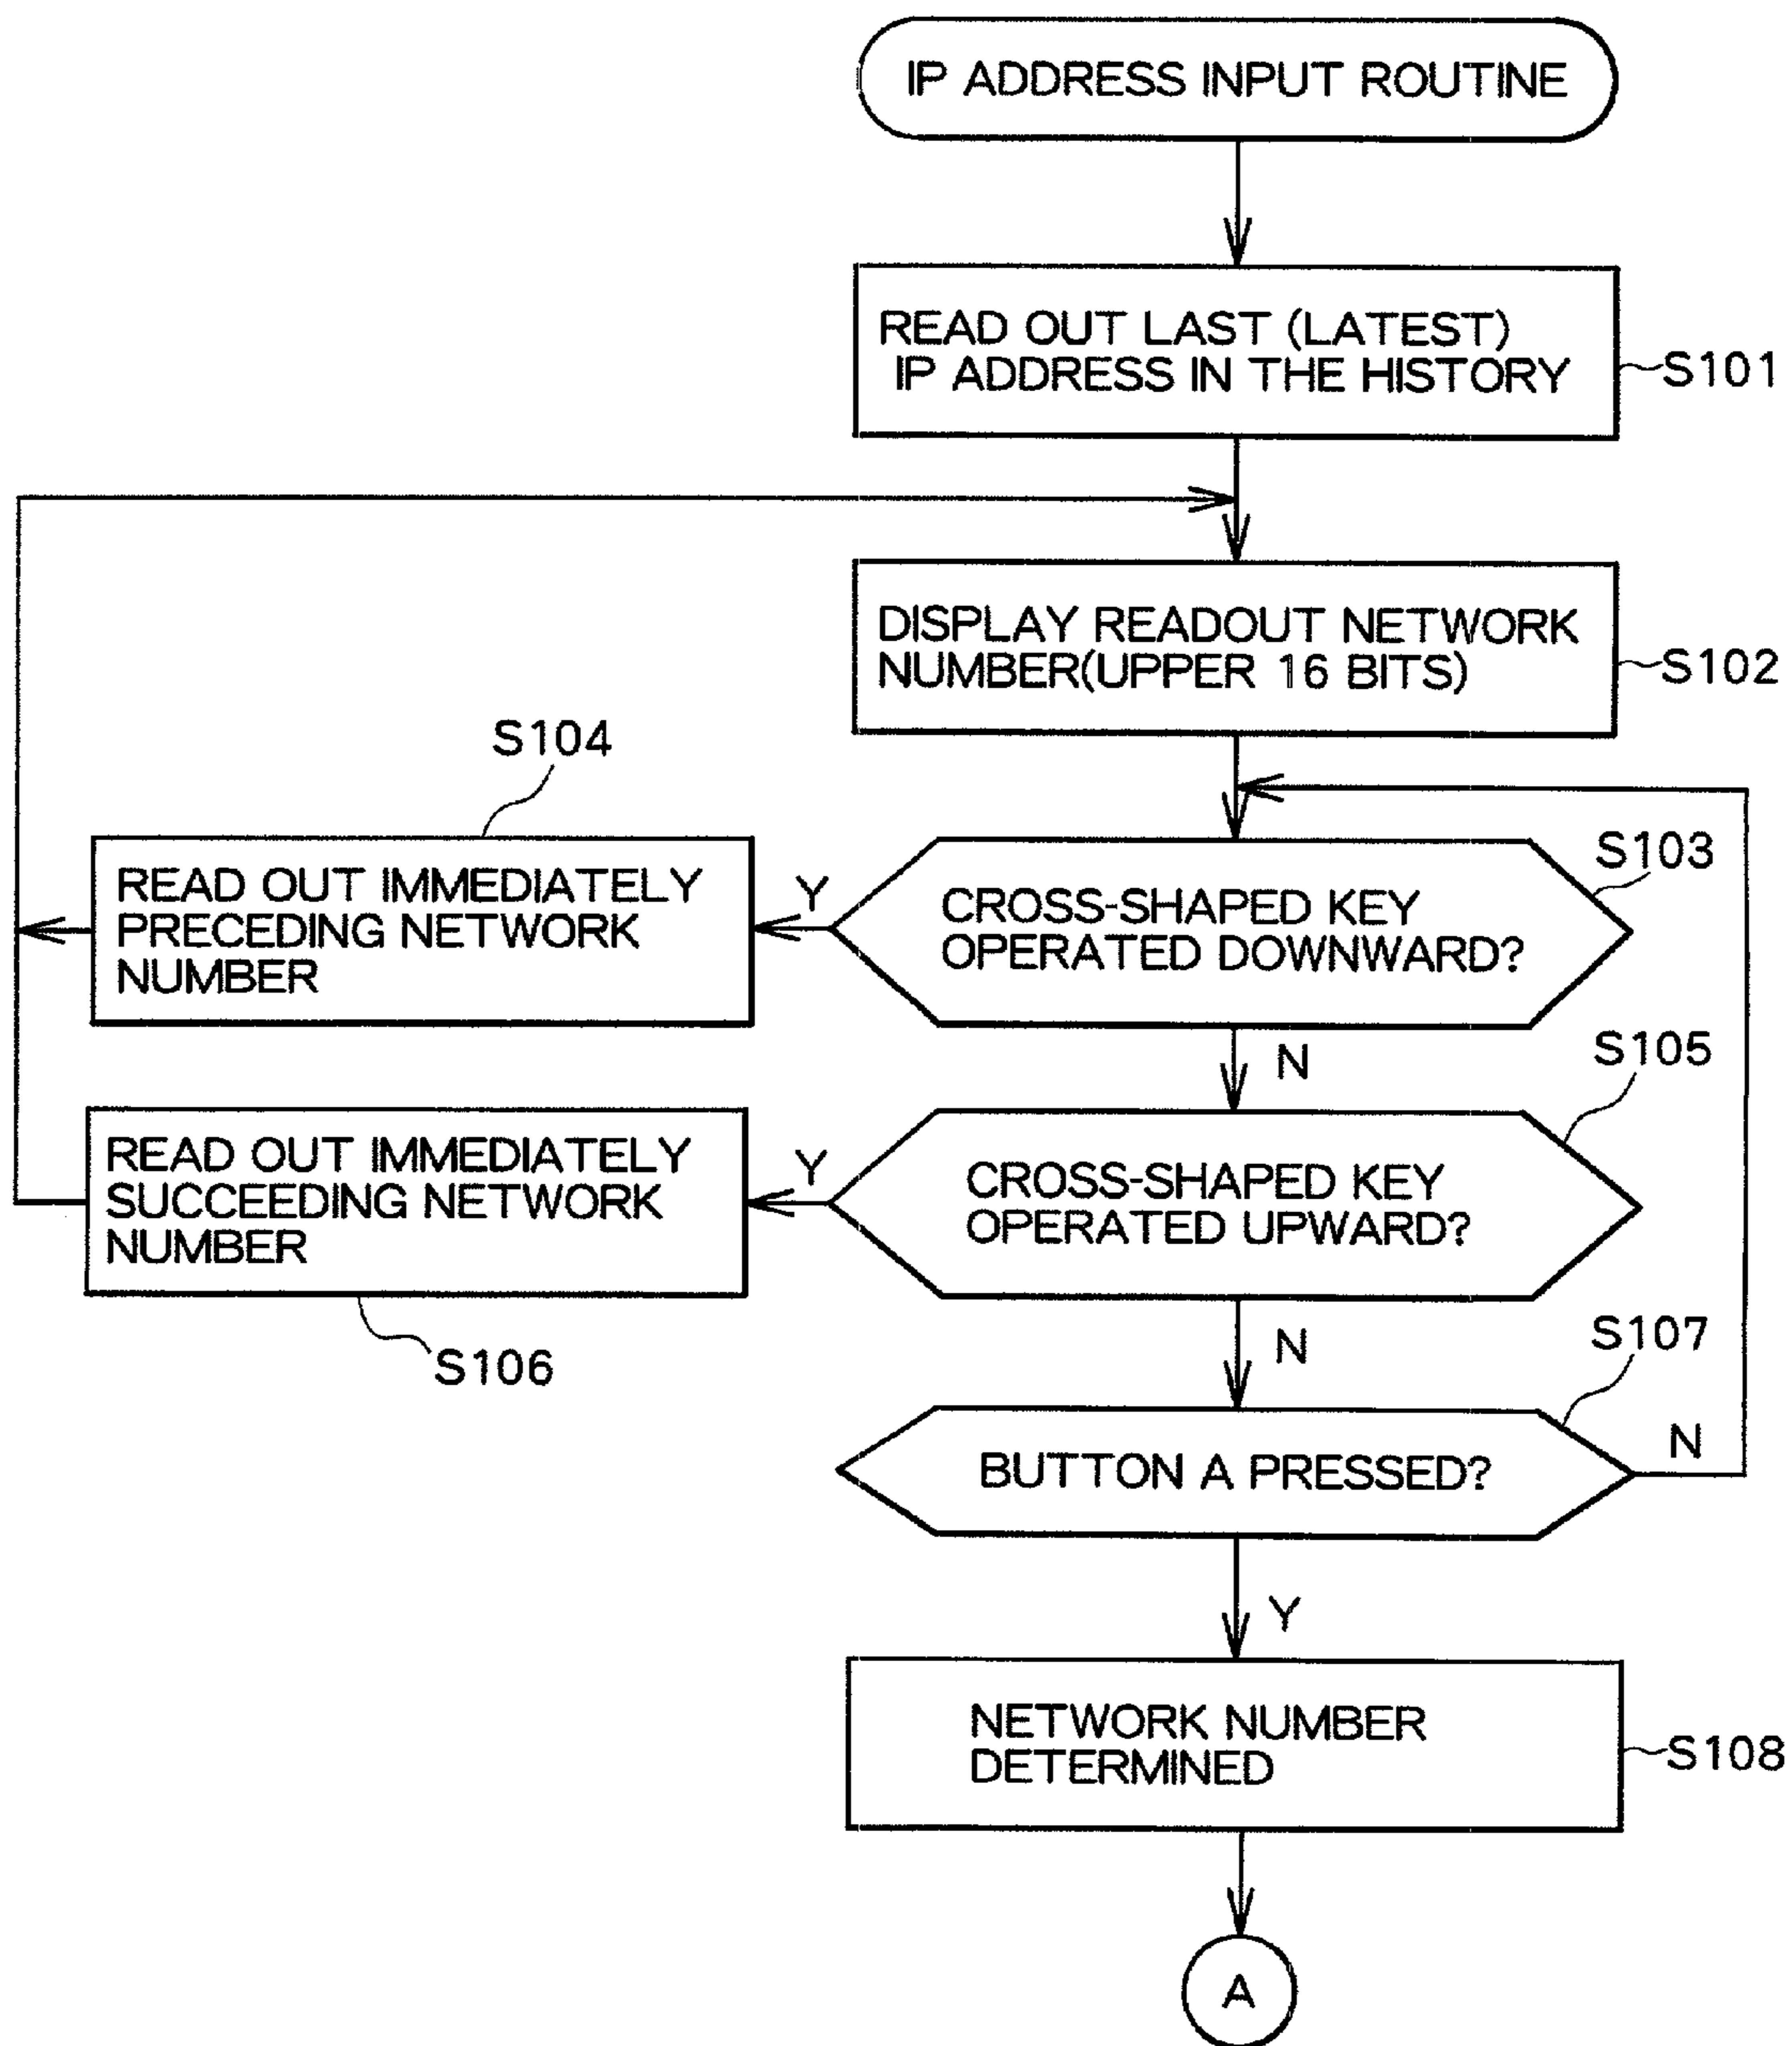 IP ADDRESS INPUT ROUTINE
READ OUT LAST (LATEST)
IP ADDRESS IN THE HISTORY
S101
DISPLAY READOUT NETWORK
NUMBER(UPPER 16 BITS)
S102
S104
READ OUT IMMEDIATELY
PRECEDING NETWORK
NUMBER
Y
CROSS-SHAPED KEY
OPERATED DOWNWARD?
S103
N
S105
READ OUT IMMEDIATELY
SUCCEEDING NETWORK
NUMBER
Y
CROSS-SHAPED KEY
OPERATED UPWARD?
S106
N
S107
BUTTON A PRESSED?
N
Y
NETWORK NUMBER
DETERMINED
S108
A